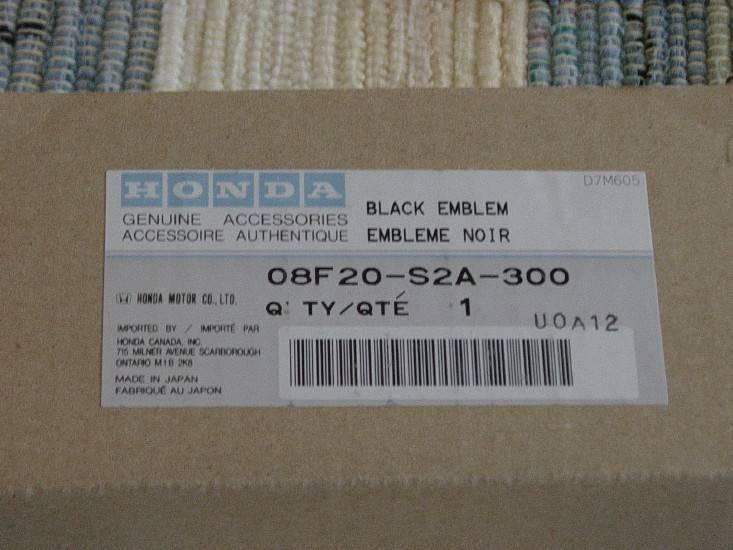 HONDA
D7M605
GENUINE ACCESSORIES
ACCESSOIRE AUTHENTIQUE
BLACK EMBLEM
EMBLEME NOIR
08F20-S2A-300
HONDA MOTOR CO., LTD.
Q' TY/QTÉ 1
UOA12
IMPORTED BY / IMPORTÉ PAR
HONDA CANADA, INC.
715 MILNER AVENUE SCARBOROUGH
ONTARIO M1B 2K8
MADE IN JAPAN
FABRIQUÉ AU JAPON